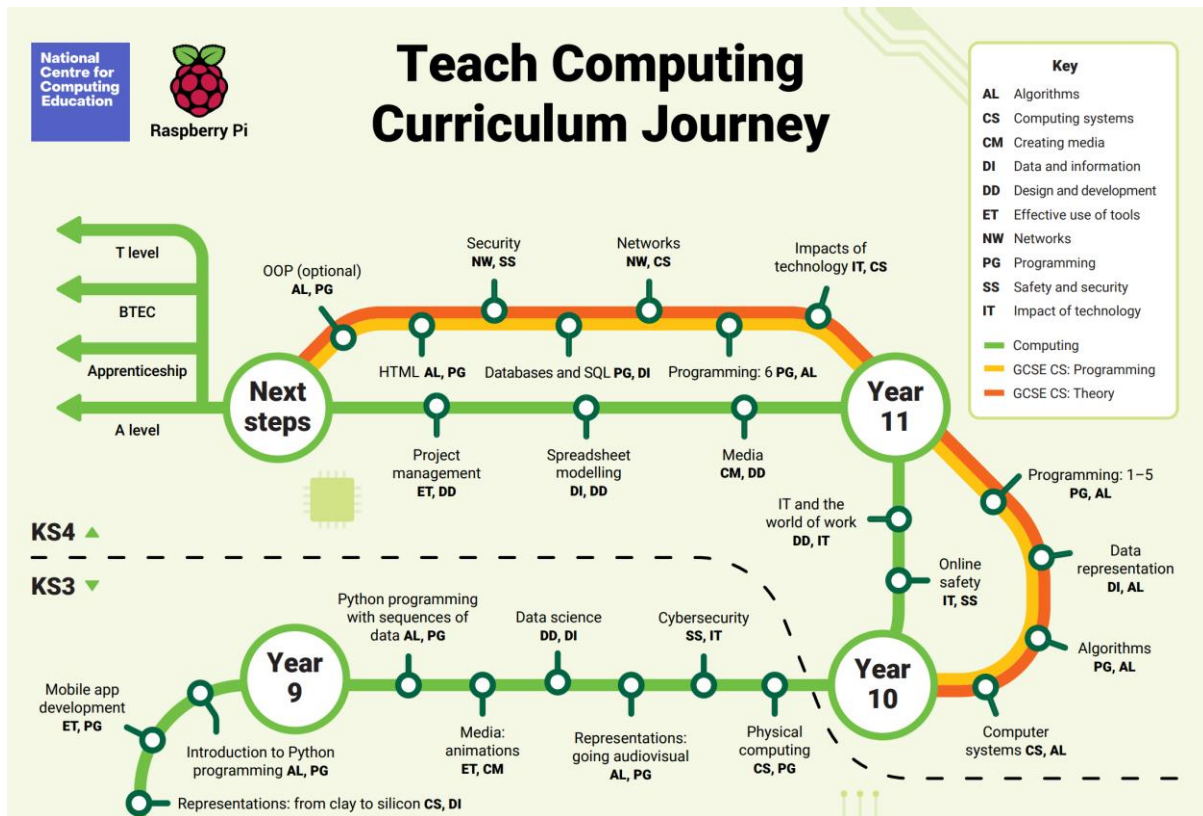 National
Centre for
Computing
Education
Raspberry Pi
Teach Computing
Curriculum Journey
Key
AL Algorithms
CS Computing systems
CM Creating media
DI Data and information
DD Design and development
ET Effective use of tools
NW Networks
PG Programming
SS Safety and security
IT Impact of technology
Computing
GCSE CS: Programming
GCSE CS: Theory
T level
BTEC
Apprenticeship
A level
Next
steps
OOP (optional)
AL, PG
Security
NW, SS
Networks
NW, CS
Impacts of
technology IT, CS
HTML AL, PG
Databases and SQL PG, DI
Programming: 6 PG, AL
Year
11
Project
management
ET, DD
Spreadsheet
modelling
DI, DD
Media
CM, DD
IT and the
world of work
DD, IT
Online
safety
IT, SS
Programming: 1–5
PG, AL
Data
representation
DI, AL
Algorithms
PG, AL
Computer
systems CS, AL
KS4
KS3
Year
10
Year
9
Python programming
with sequences of
data AL, PG
Data science
DD, DI
Cybersecurity
SS, IT
Media:
animations
ET, CM
Representations:
going audiovisual
AL, PG
Physical
computing
CS, PG
Mobile app
development
ET, PG
Introduction to Python
programming AL, PG
Representations: from clay to silicon CS, DI